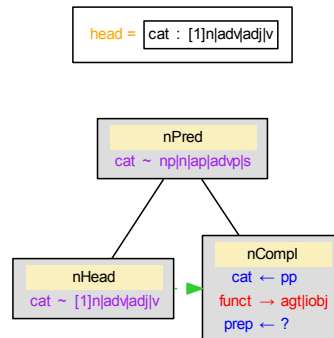 head = cat : [1]n|adv|adj|v
nPred
cat ~ np|n|ap|advp|s
nHead
cat ~ [1]n|adv|adj|v
nCompl
cat ← pp
funct → agt|iobj
prep ← ?